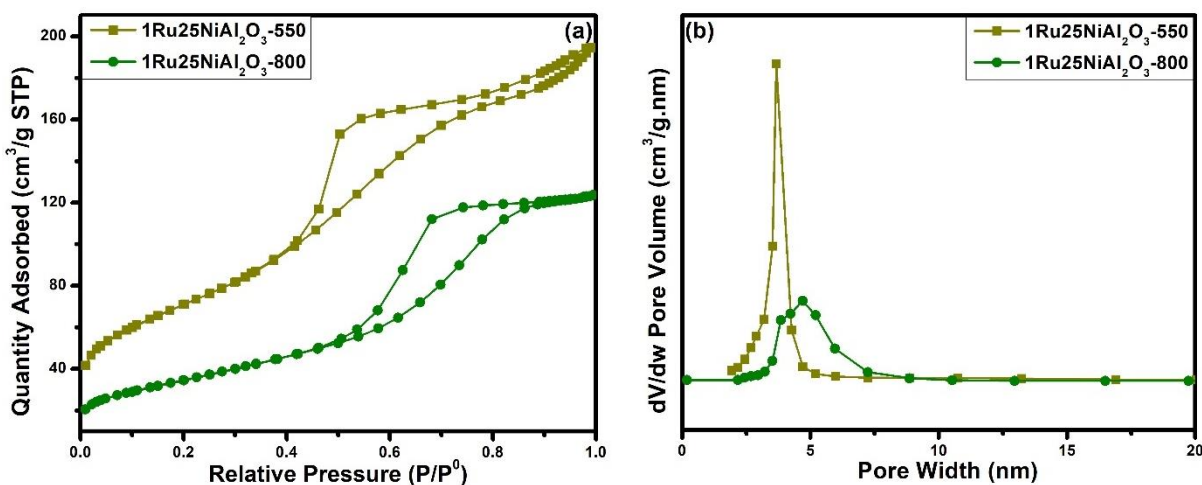 (a)
1Ru25NiAl₂O₃-550
1Ru25NiAl₂O₃-800
200
160
120
80
40
0.0 0.2 0.4 0.6 0.8 1.0
Quantity Adsorbed (cm³/g STP)
Relative Pressure (P/P⁰)
(b)
1Ru25NiAl₂O₃-550
1Ru25NiAl₂O₃-800
dV/dw Pore Volume (cm³/g.nm)
0 5 10 15 20
Pore Width (nm)